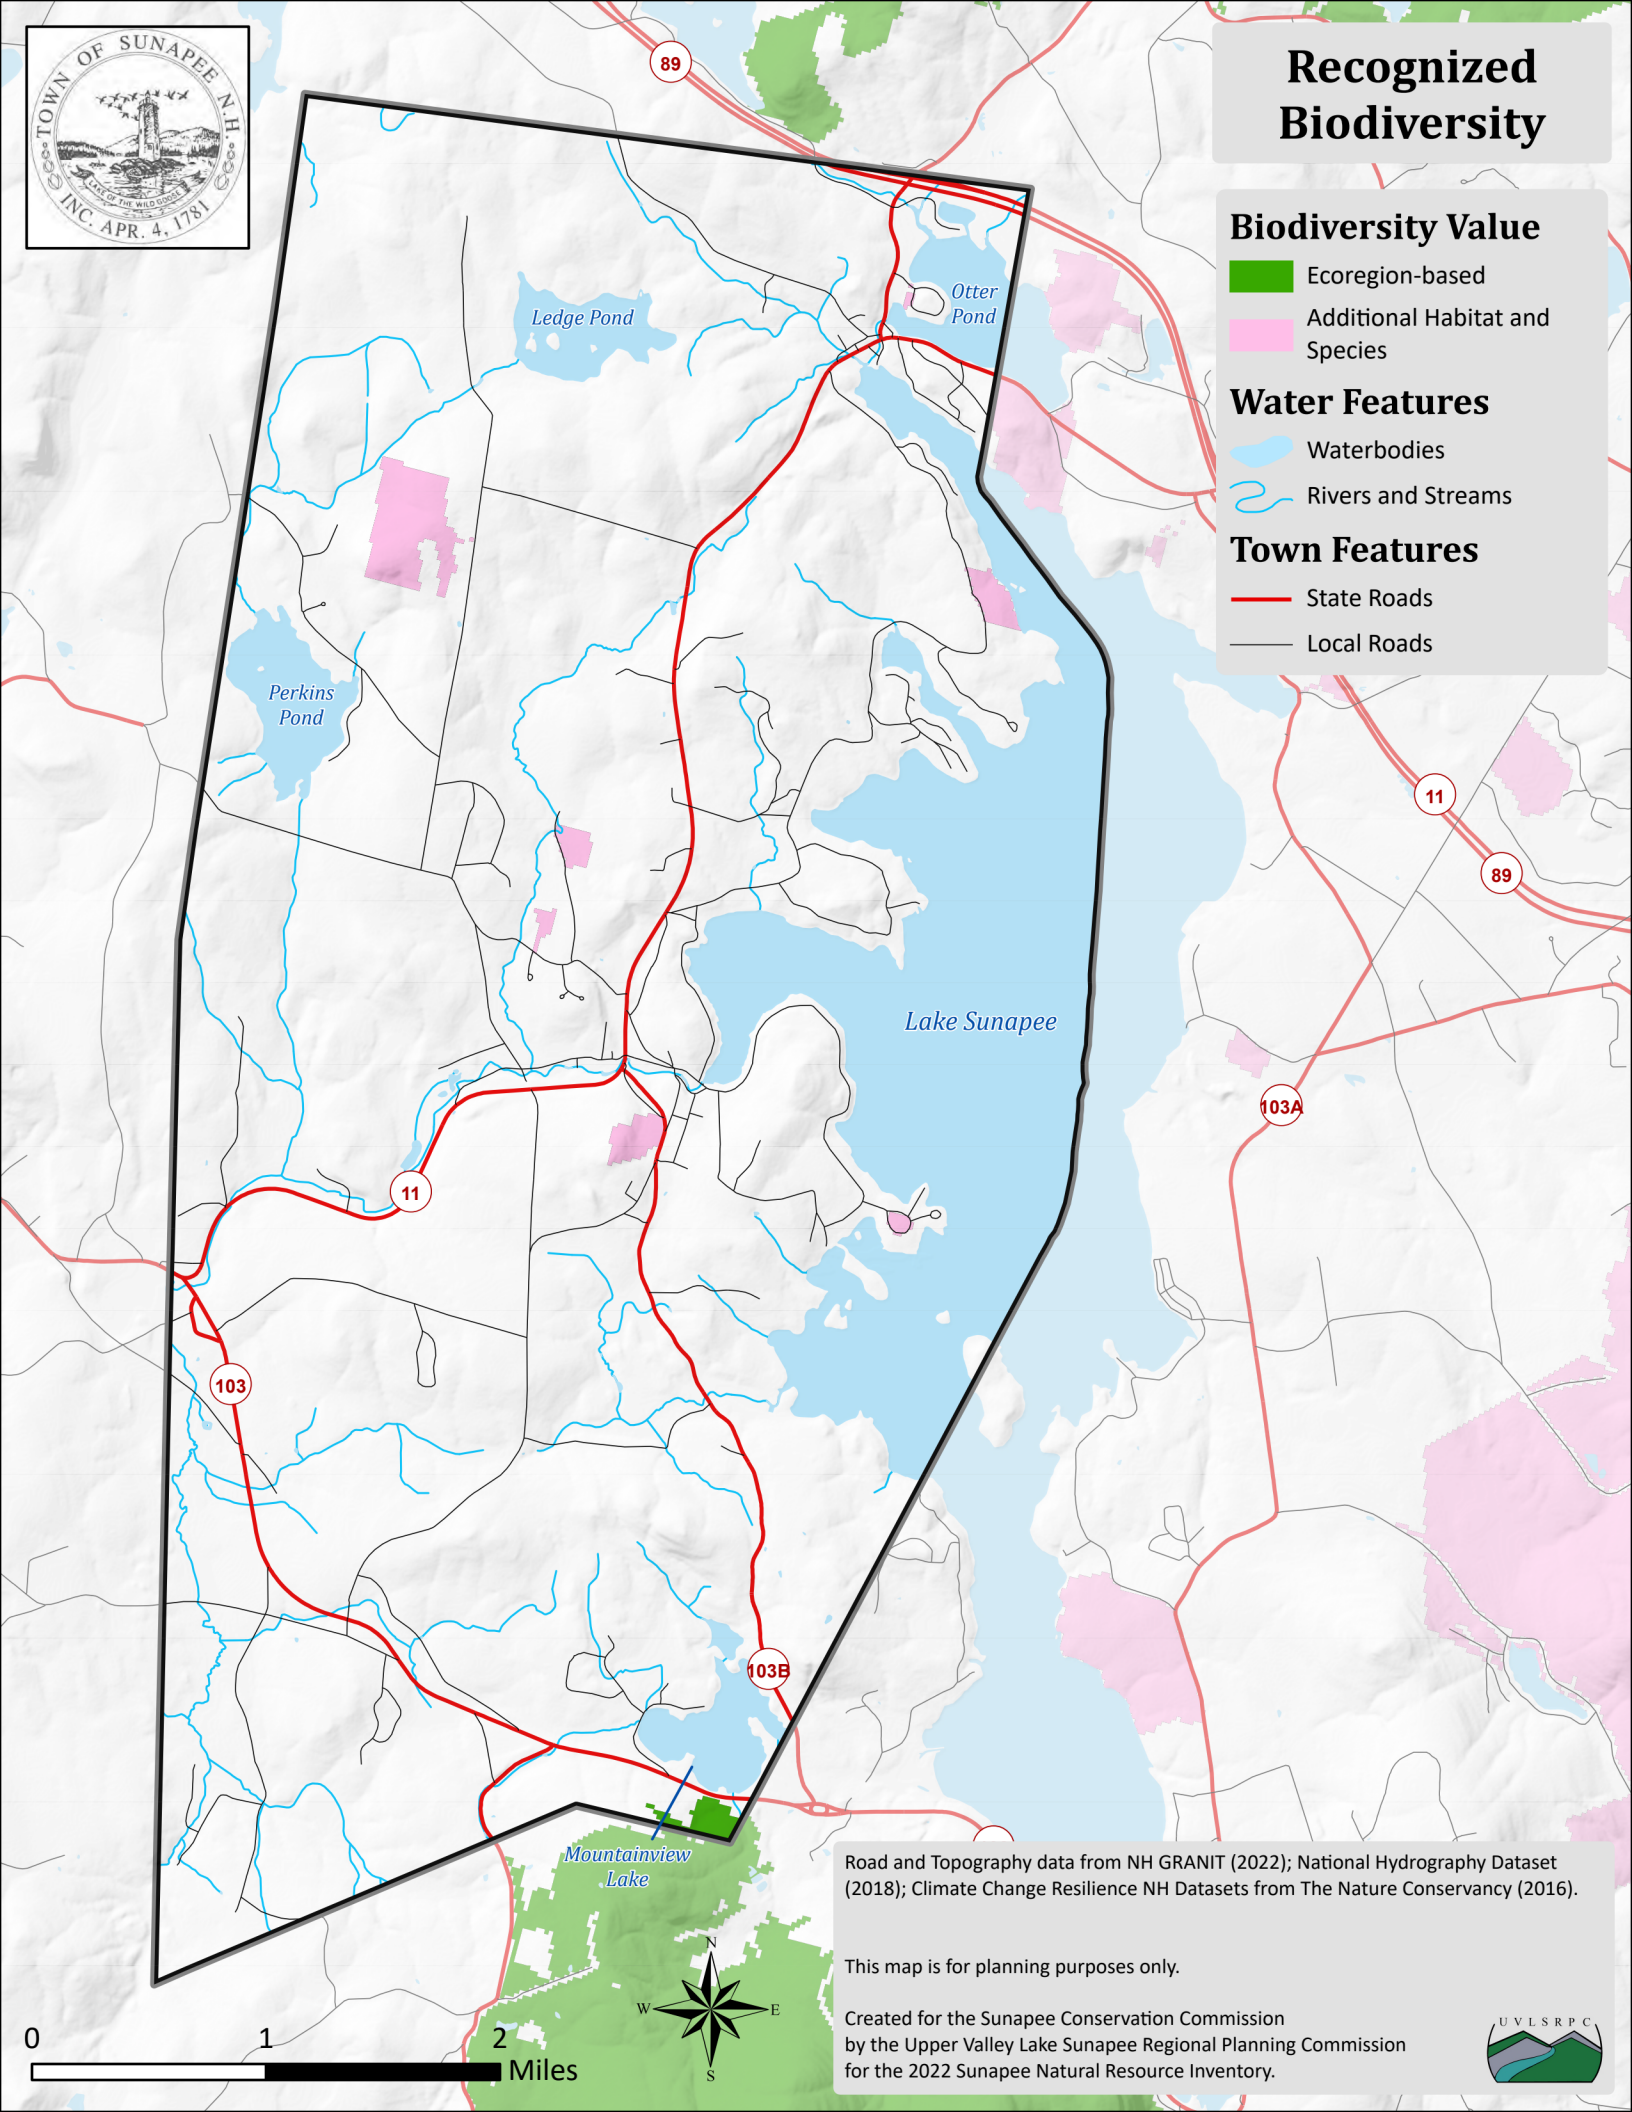 TOWN OF SUNAPEE N.H.
LAKE OF THE WILD GOOSE
INC. APR. 4, 1781
Recognized
Biodiversity
Biodiversity Value
Ecoregion-based
Additional Habitat and
Species
Water Features
Waterbodies
Rivers and Streams
Town Features
State Roads
Local Roads
89
Otter
Pond
Ledge Pond
Perkins
Pond
11
89
Lake Sunapee
103A
11
103
103B
Mountainview
Lake
N
W
E
S
0
1
2
Miles
Road and Topography data from NH GRANIT (2022); National Hydrography Dataset
(2018); Climate Change Resilience NH Datasets from The Nature Conservancy (2016).
This map is for planning purposes only.
Created for the Sunapee Conservation Commission
by the Upper Valley Lake Sunapee Regional Planning Commission
for the 2022 Sunapee Natural Resource Inventory.
UVLSRPC